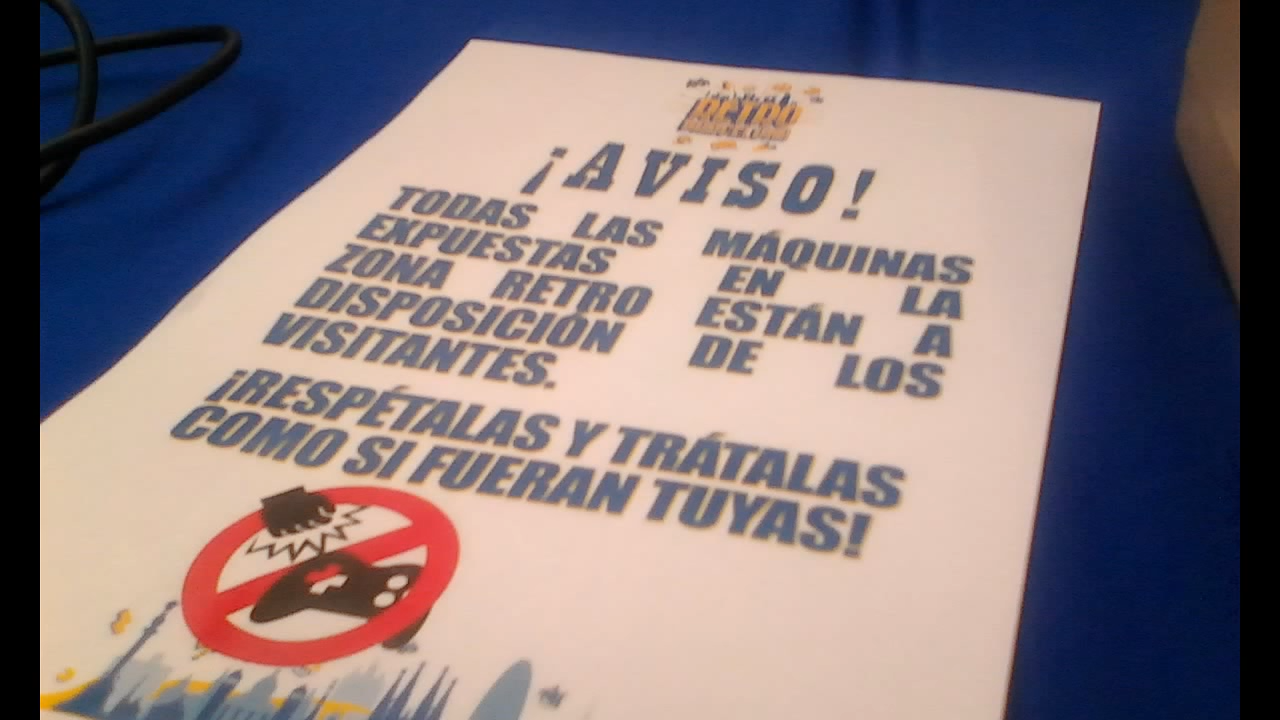 RETRO
BARCELONA
¡AVISO!
TODAS LAS MÁQUINAS
EXPUESTAS EN LA
ZONA RETRO ESTÁN A
DISPOSICIÓN DE LOS
VISITANTES.
¡RESPÉTALAS Y TRÁTALAS
COMO SI FUERAN TUYAS!